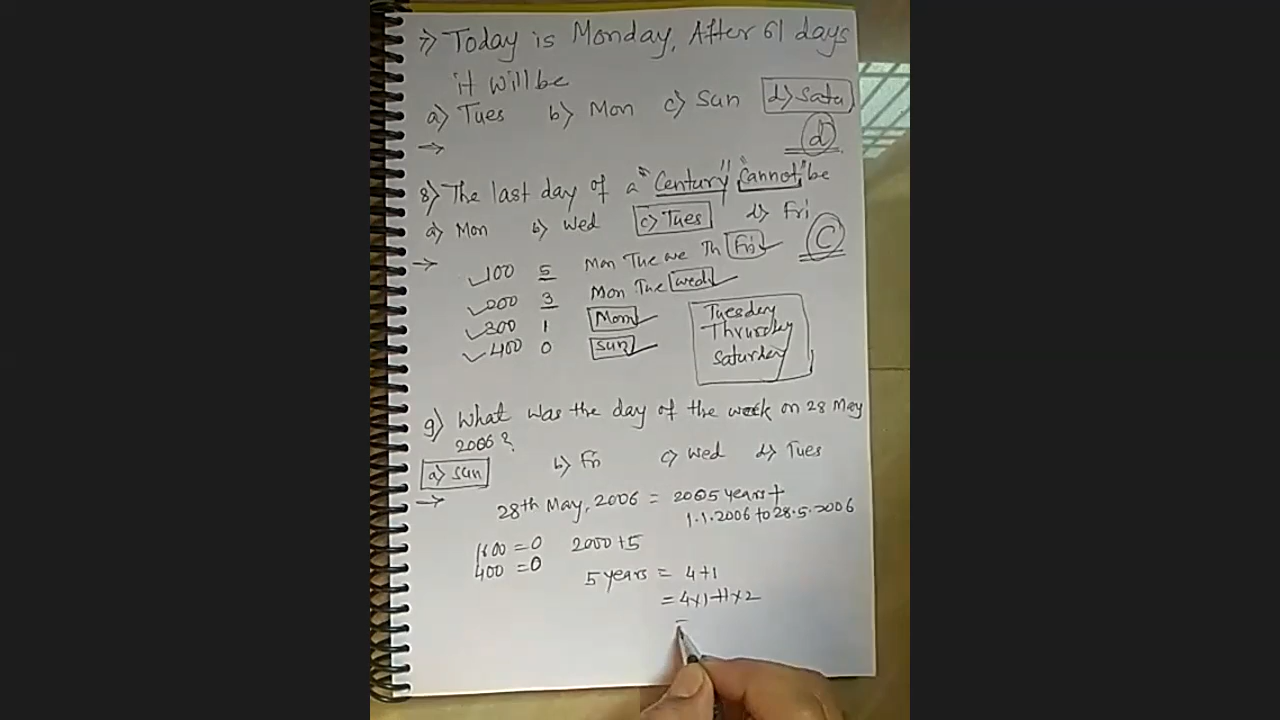 7) Today is Monday, After 61 days
it will be
a) Tues b) Mon c) Sun d) Satu
→ d
8) The last day of a "Century" "Cannot" be
a) Mon b) Wed c) Tues d) Fri
→ C
✓100 5 Mon Tue we Th Fri ✓
✓200 3 Mon Tue wed ✓
✓300 1 Mon ✓
✓400 0 Sun ✓
Tuesday
Thrusday
Saturday
9) What was the day of the week on 28 May
2006?
a) Sun b) Fri c) Wed d) Tues
→ 28th May, 2006 = 2005 years +
1.1.2006 to 28.5.2006
1600 = 0 2000 + 5
400 = 0
5 years = 4 + 1
= 4 x 1 + 1 x 2
=